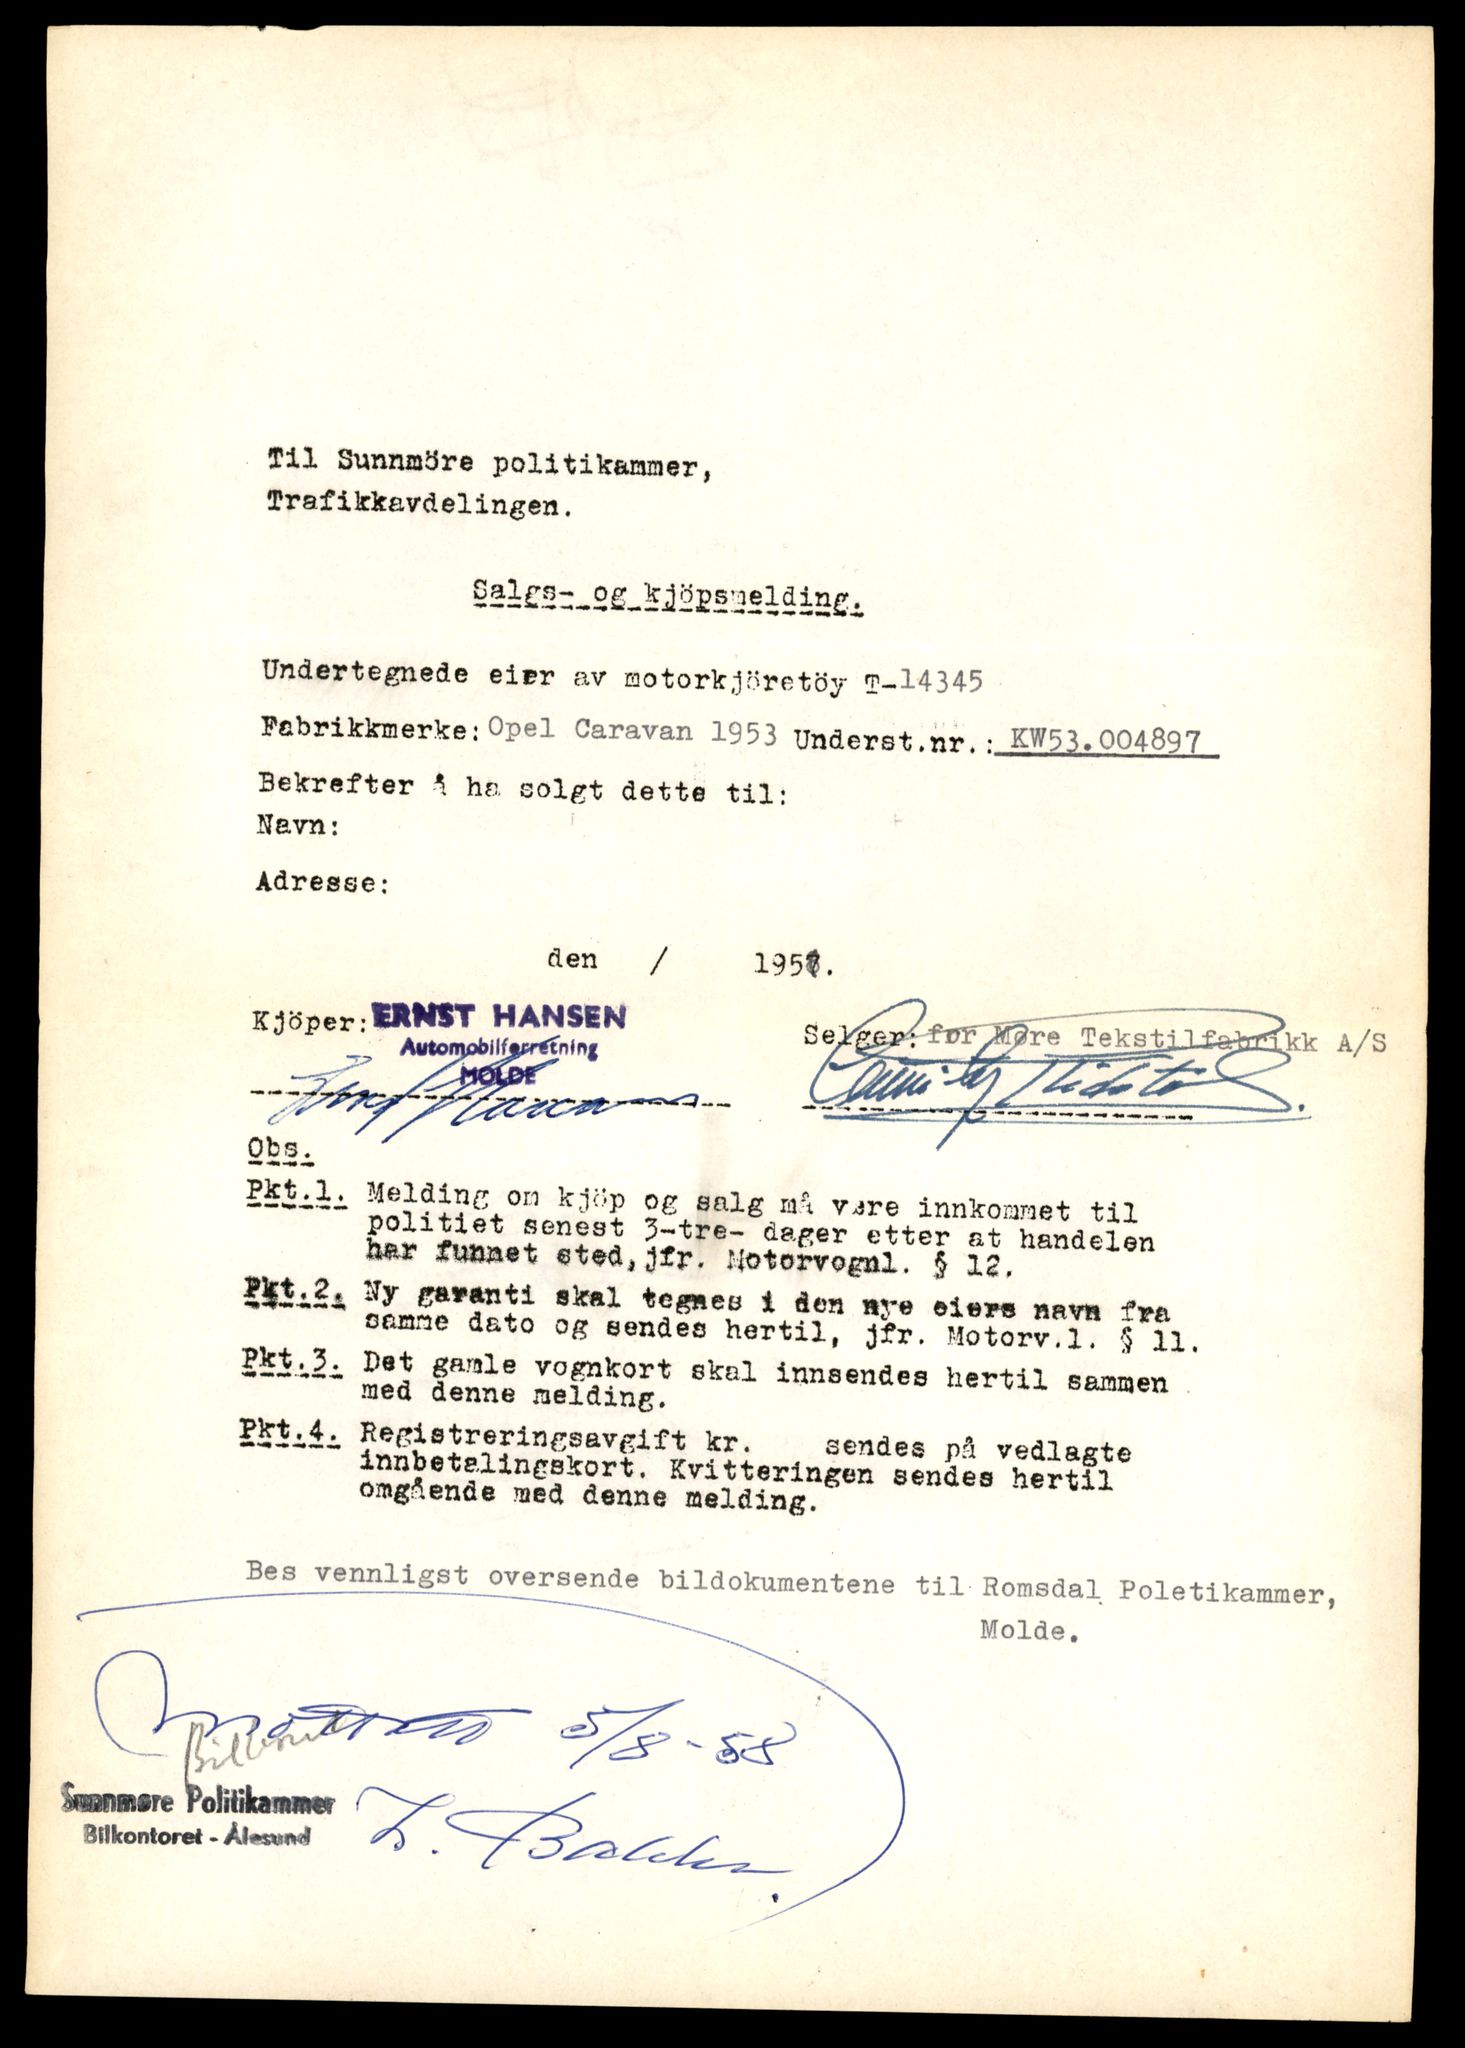 Til Sunnmöre politikammer,
Trafikkavdelingen.
Salgs- og kjöpsmelding.
Undertegnede eier av motorkjöretöy T-14345
Fabrikkmerke: Opel Caravan 1953 Underst.nr.: KW53.004897
Bekrefter å ha solgt dette til:
Navn:
Adresse:
den / 195
Kjöper: ERNST HANSEN
Automobilforretning
MOLDE
Selger: før Møre Tekstilfabrikk A/S
Obs.
Pkt.1. Melding om kjöp og salg må være innkommet til
politiet senest 3-tre- dager etter at handelen
har funnet sted, jfr. Motorvognl. § 12.
Pkt.2. Ny garanti skal tegnes i den nye eiers navn fra
samme dato og sendes hertil, jfr. Motorv.l. § 11.
Pkt.3. Det gamle vognkort skal innsendes hertil sammen
med denne melding.
Pkt.4. Registreringsavgift kr. sendes på vedlagte
innbetalingskort. Kvitteringen sendes hertil
omgående med denne melding.
Bes vennligst oversende bildokumentene til Romsdal Poletikammer,
Molde.
Mottatt 5/8-58
Sunnmøre Politikammer
Bilkontoret - Ålesund